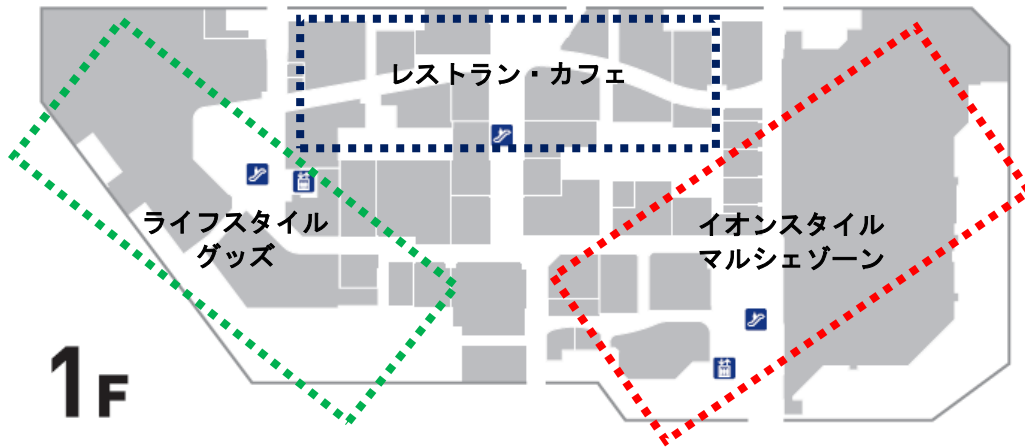 レストラン・カフェ
ライフスタイル
グッズ
イオンスタイル
マルシェゾーン
1F